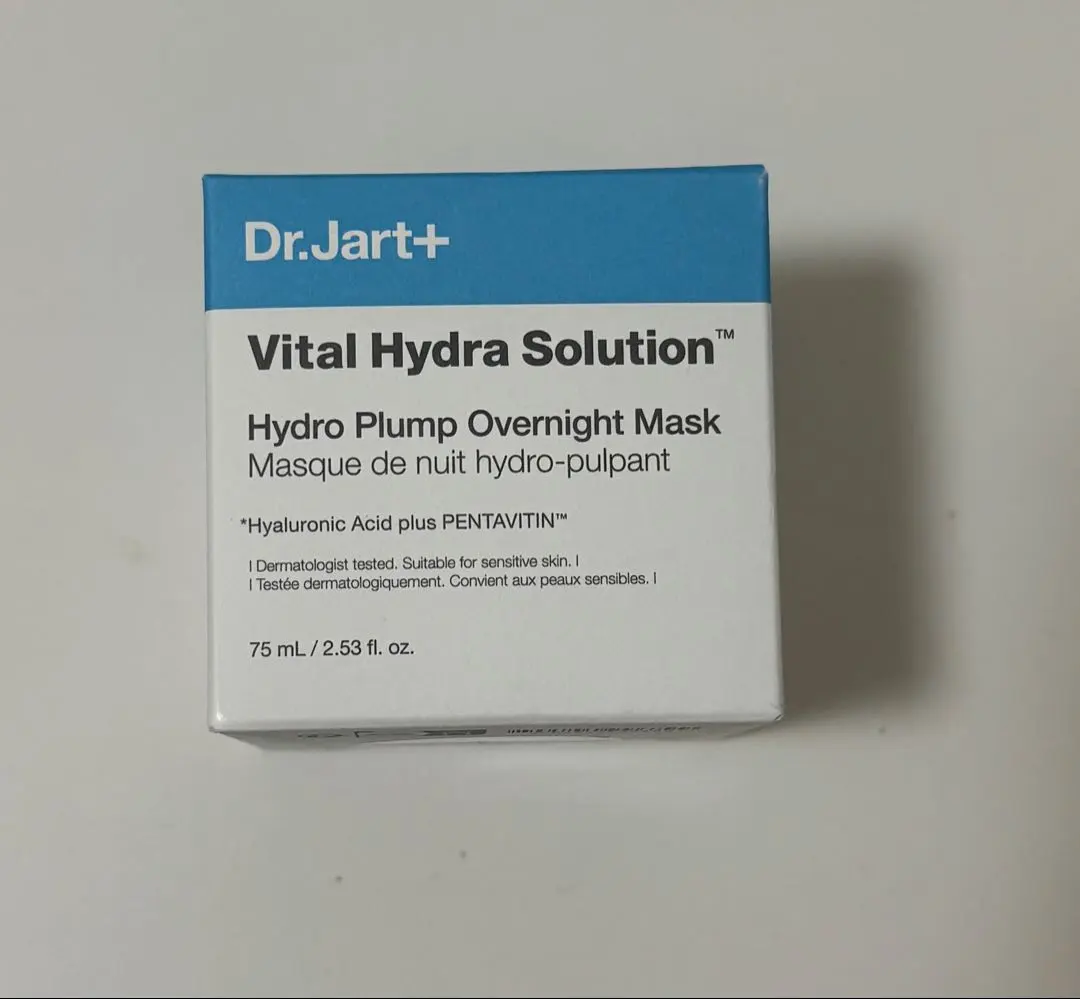 Dr.Jart+
Vital Hydra Solution™
Hydro Plump Overnight Mask
Masque de nuit hydro-pulpant
*Hyaluronic Acid plus PENTAVITIN™
| Dermatologist tested. Suitable for sensitive skin. |
| Testée dermatologiquement. Convient aux peaux sensibles. |
75 mL / 2.53 fl. oz.